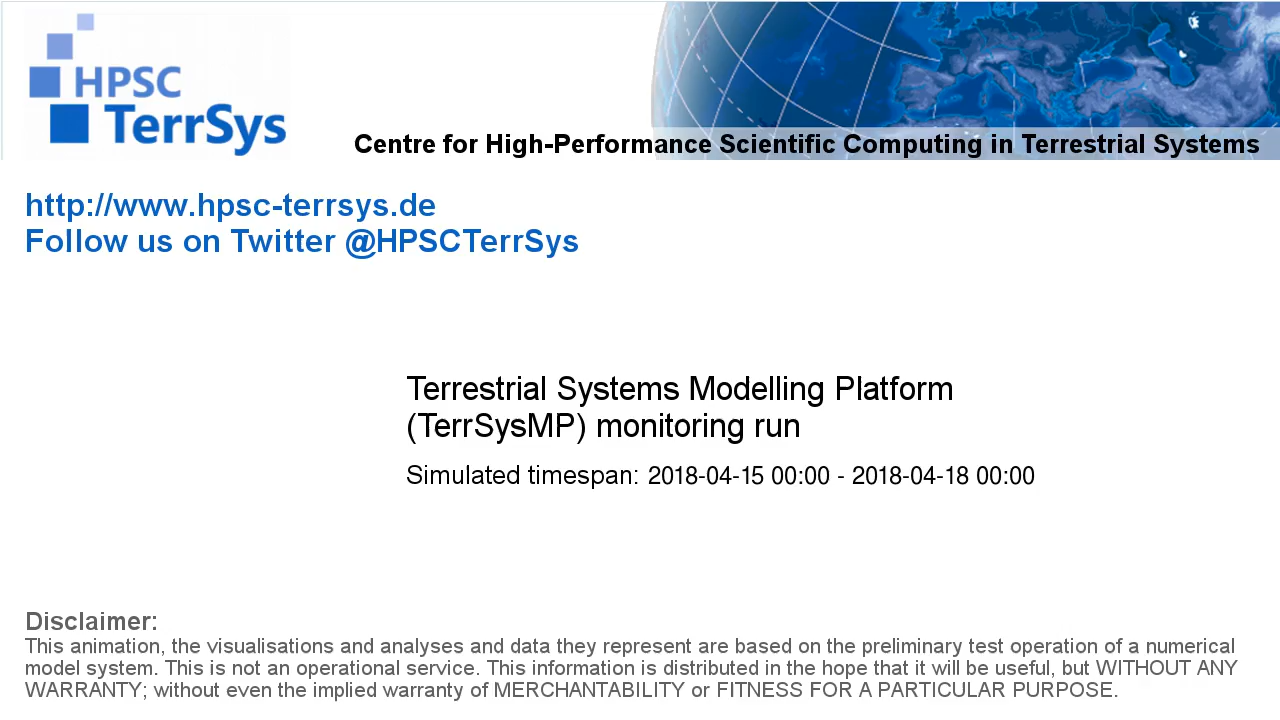 HPSC
TerrSys
Centre for High-Performance Scientific Computing in Terrestrial Systems
http://www.hpsc-terrsys.de
Follow us on Twitter @HPSCTerrSys
Terrestrial Systems Modelling Platform
(TerrSysMP) monitoring run
Simulated timespan: 2018-04-15 00:00 - 2018-04-18 00:00
Disclaimer:
This animation, the visualisations and analyses and data they represent are based on the preliminary test operation of a numerical
model system. This is not an operational service. This information is distributed in the hope that it will be useful, but WITHOUT ANY
WARRANTY; without even the implied warranty of MERCHANTABILITY or FITNESS FOR A PARTICULAR PURPOSE.